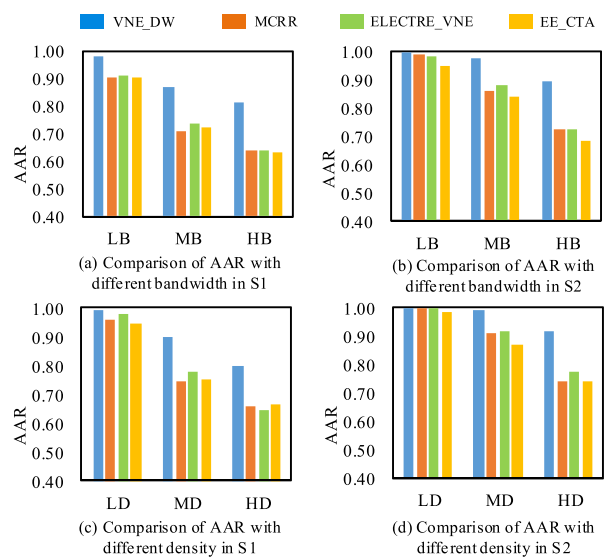 VNE_DW MCRR ELECTRE_VNE EE_CTA
1.00
0.90
0.80
0.70
0.60
0.50
0.40
AAR
LB MB HB
(a) Comparison of AAR with
different bandwidth in S1
1.00
0.90
0.80
0.70
0.60
0.50
0.40
AAR
LB MB HB
(b) Comparison of AAR with
different bandwidth in S2
1.00
0.90
0.80
0.70
0.60
0.50
0.40
AAR
LD MD HD
(c) Comparison of AAR with
different density in S1
1.00
0.90
0.80
0.70
0.60
0.50
0.40
AAR
LD MD HD
(d) Comparison of AAR with
different density in S2